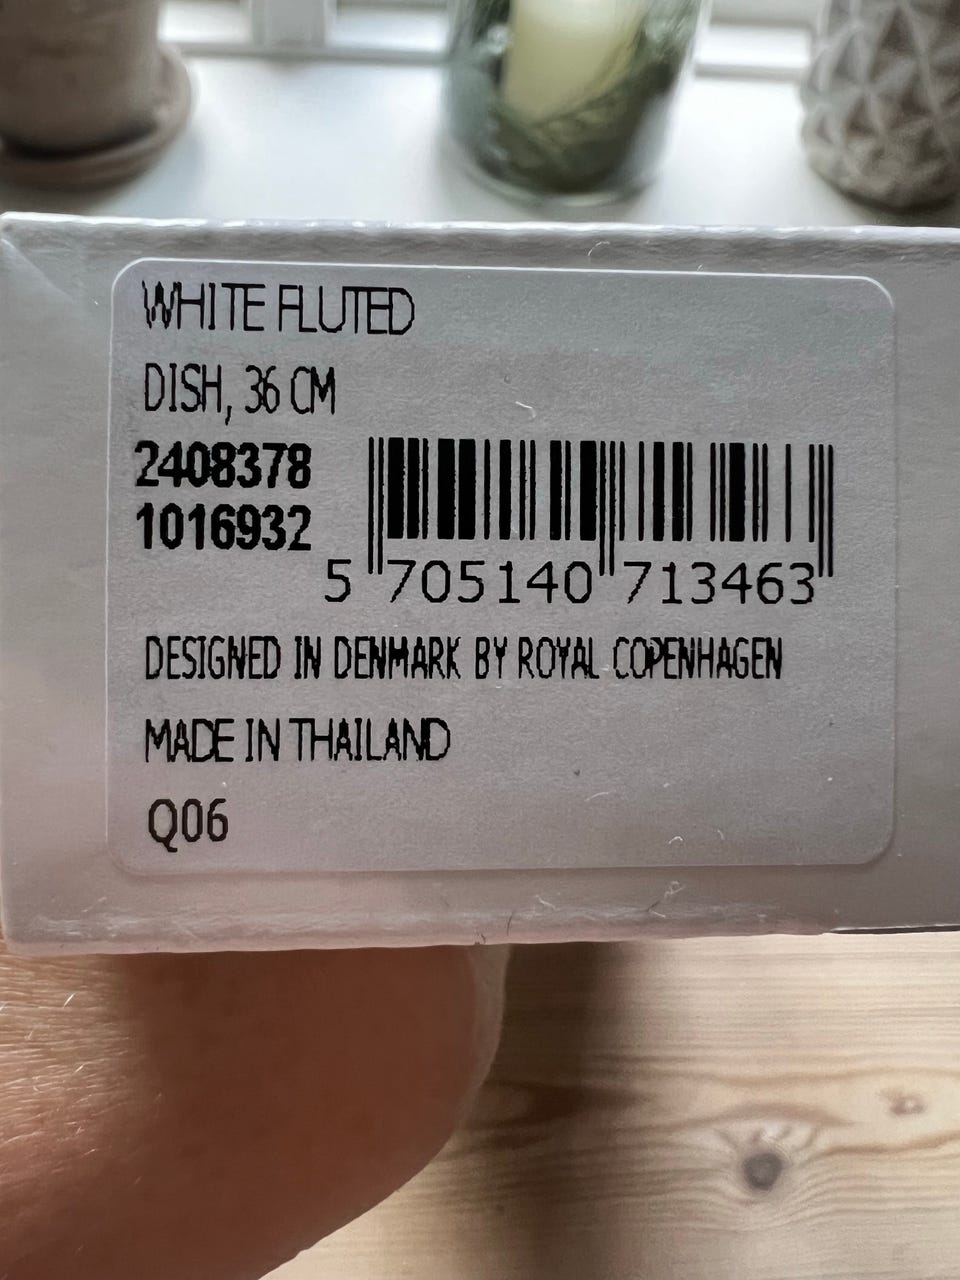 WHITE FLUTED
DISH, 36 CM
2408378
1016932
5 705140 713463
DESIGNED IN DENMARK BY ROYAL COPENHAGEN
MADE IN THAILAND
Q06